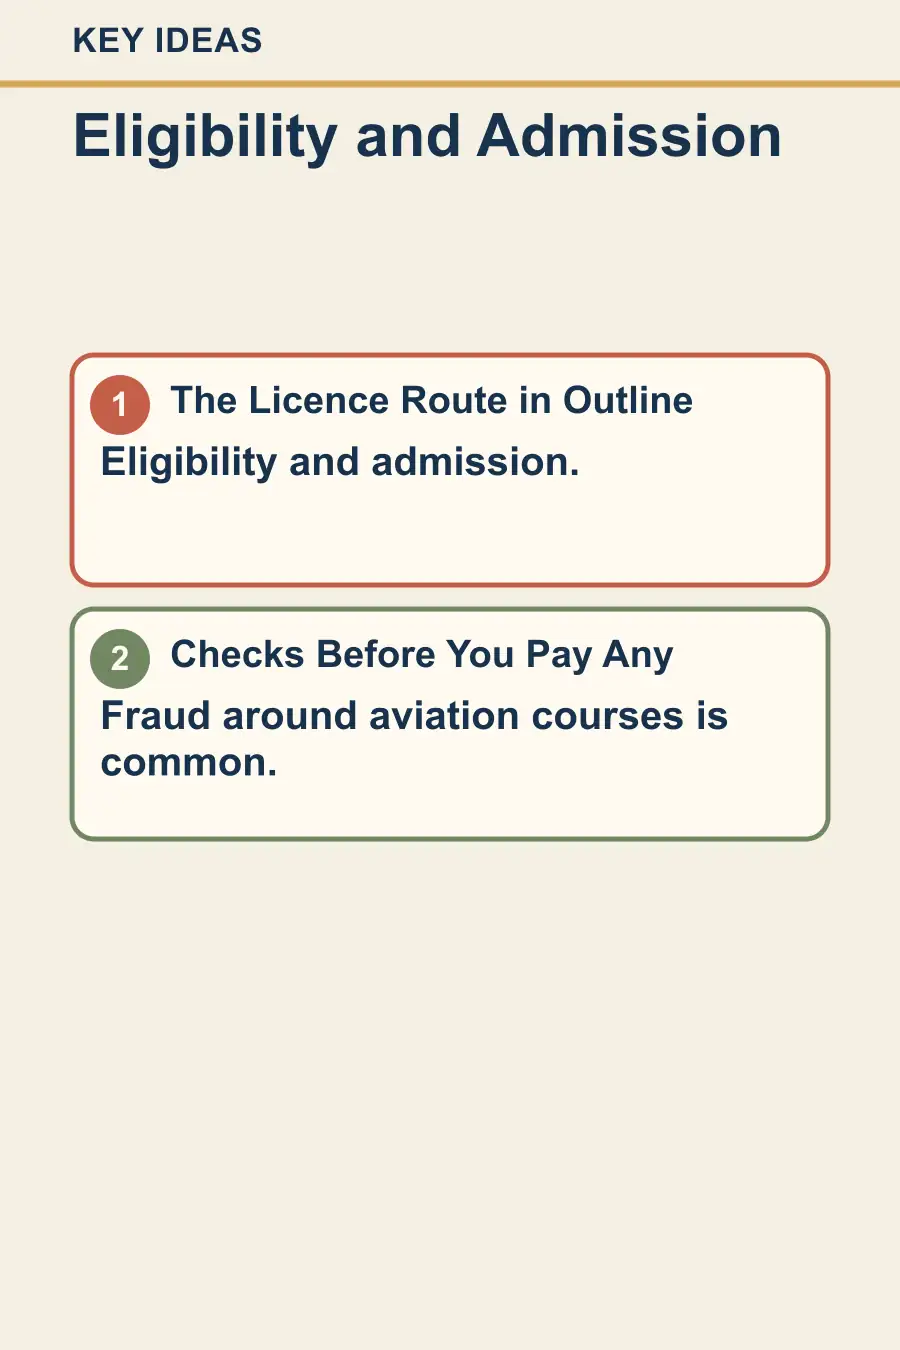 KEY IDEAS
Eligibility and Admission
1 The Licence Route in Outline
Eligibility and admission.
2 Checks Before You Pay Any
Fraud around aviation courses is
common.